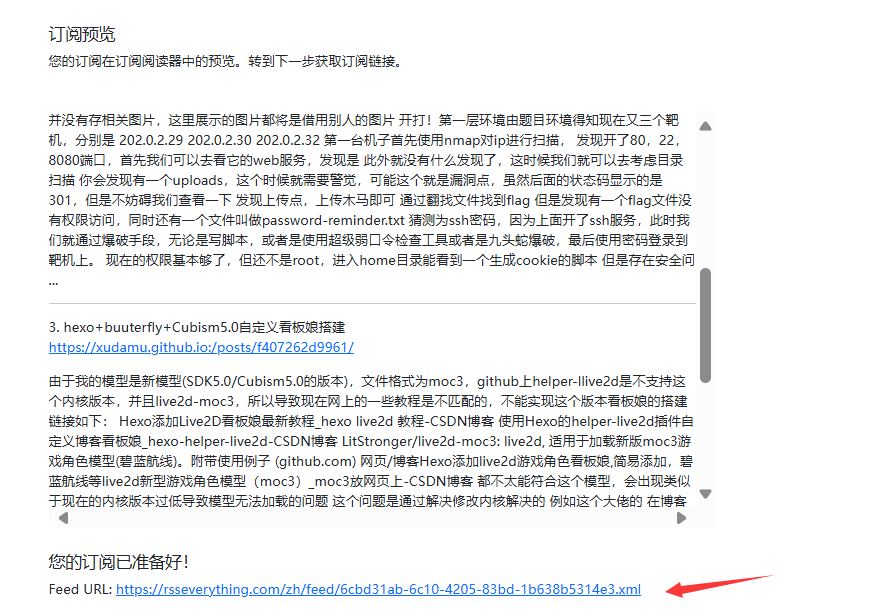 订阅预览
您的订阅在订阅阅读器中的预览。转到下一步获取订阅链接。
并没有存相关图片，这里展示的图片都将是借用别人的图片 开打！第一层环境由题目环境得知现在又三个靶
机，分别是 202.0.2.29 202.0.2.30 202.0.2.32 第一台机子首先使用nmap对ip进行扫描， 发现开了80，22，
8080端口，首先我们可以去看它的web服务，发现是 此外就没有什么发现了，这时候我们就可以去考虑目录
扫描 你会发现有一个uploads，这个时候就需要警觉，可能这个就是漏洞点，虽然后面的状态码显示的是
301，但是不妨碍我们查看一下 发现上传点，上传木马即可 通过翻找文件找到flag 但是发现有一个flag文件没
有权限访问，同时还有一个文件叫做password-reminder.txt 猜测为ssh密码，因为上面开了ssh服务，此时我
们就通过爆破手段，无论是写脚本，或者是使用超级弱口令检查工具或者是九头蛇爆破，最后使用密码登录到
靶机上。 现在的权限基本够了，但还不是root，进入home目录能看到一个生成cookie的脚本 但是存在安全问
...
3. hexo+buuterfly+Cubism5.0自定义看板娘搭建
https://xudamu.github.io:/posts/f407262d9961/
由于我的模型是新模型(SDK5.0/Cubism5.0的版本)，文件格式为moc3，github上helper-llive2d是不支持这
个内核版本，并且live2d-moc3，所以导致现在网上的一些教程是不匹配的，不能实现这个版本看板娘的搭建
链接如下： Hexo添加Live2D看板娘最新教程_hexo live2d 教程-CSDN博客 使用Hexo的helper-live2d插件自
定义博客看板娘_hexo-helper-live2d-CSDN博客 LitStronger/live2d-moc3: live2d, 适用于加载新版moc3游
戏角色模型(碧蓝航线)。附带使用例子 (github.com) 网页/博客Hexo添加live2d游戏角色看板娘,简易添加，碧
蓝航线等live2d新型游戏角色模型（moc3）_moc3放网页上-CSDN博客 都不太能符合这个模型，会出现类似
于现在的内核版本过低导致模型无法加载的问题 这个问题是通过解决修改内核解决的 例如这个大佬的 在博客
您的订阅已准备好！
Feed URL: https://rsseverything.com/zh/feed/6cbd31ab-6c10-4205-83bd-1b638b5314e3.xml